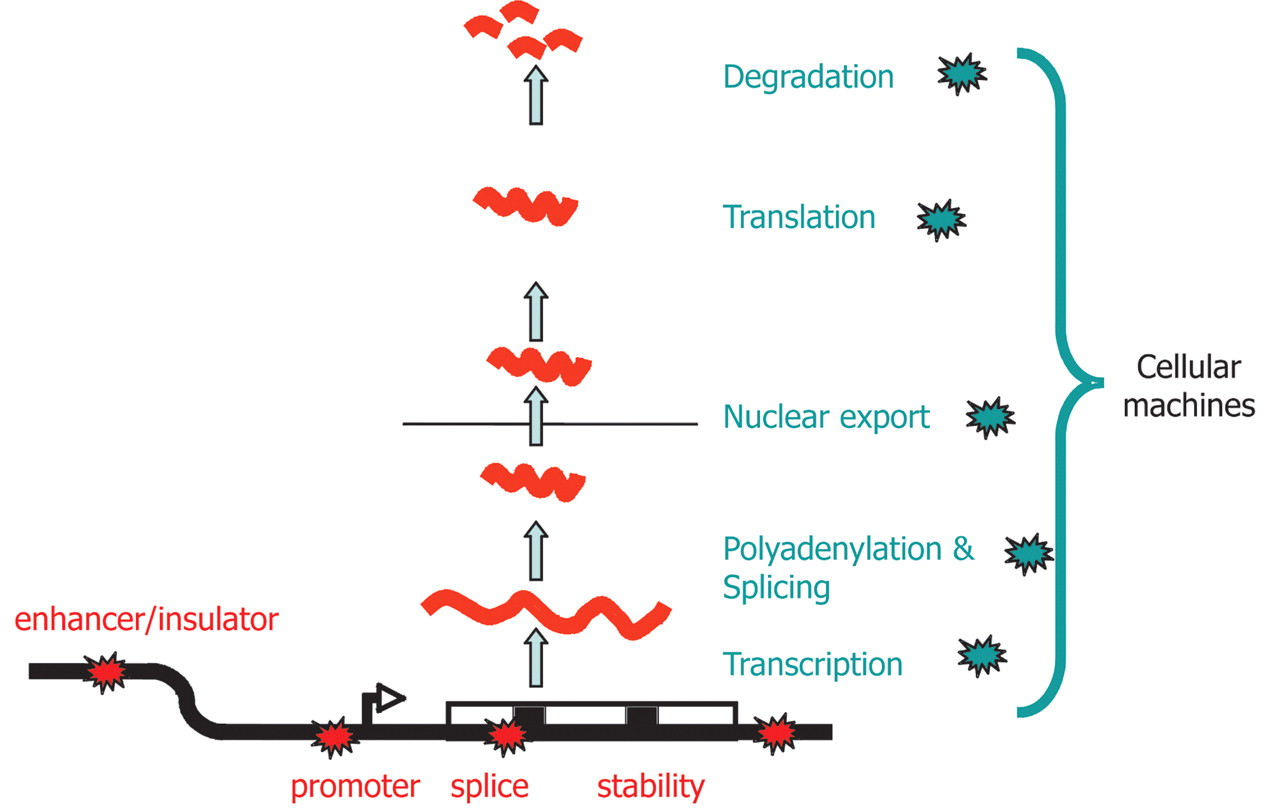 Degradation
Translation
Cellular
machines
Nuclear export
Polyadenylation &
Splicing
enhancer/insulator
Transcription
promoter
splice
stability